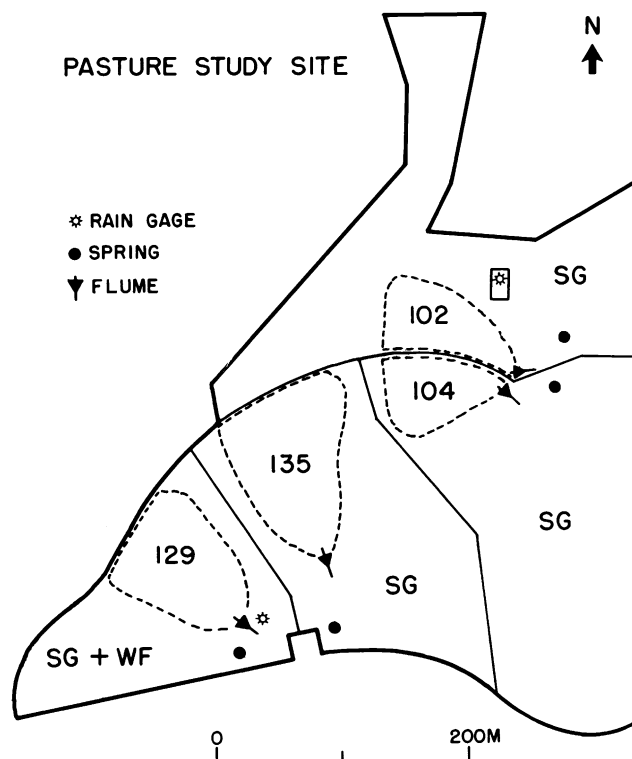 N
PASTURE STUDY SITE
RAIN GAGE
SPRING
FLUME
SG
102
104
135
SG
129
SG
SG + WF
0 200M